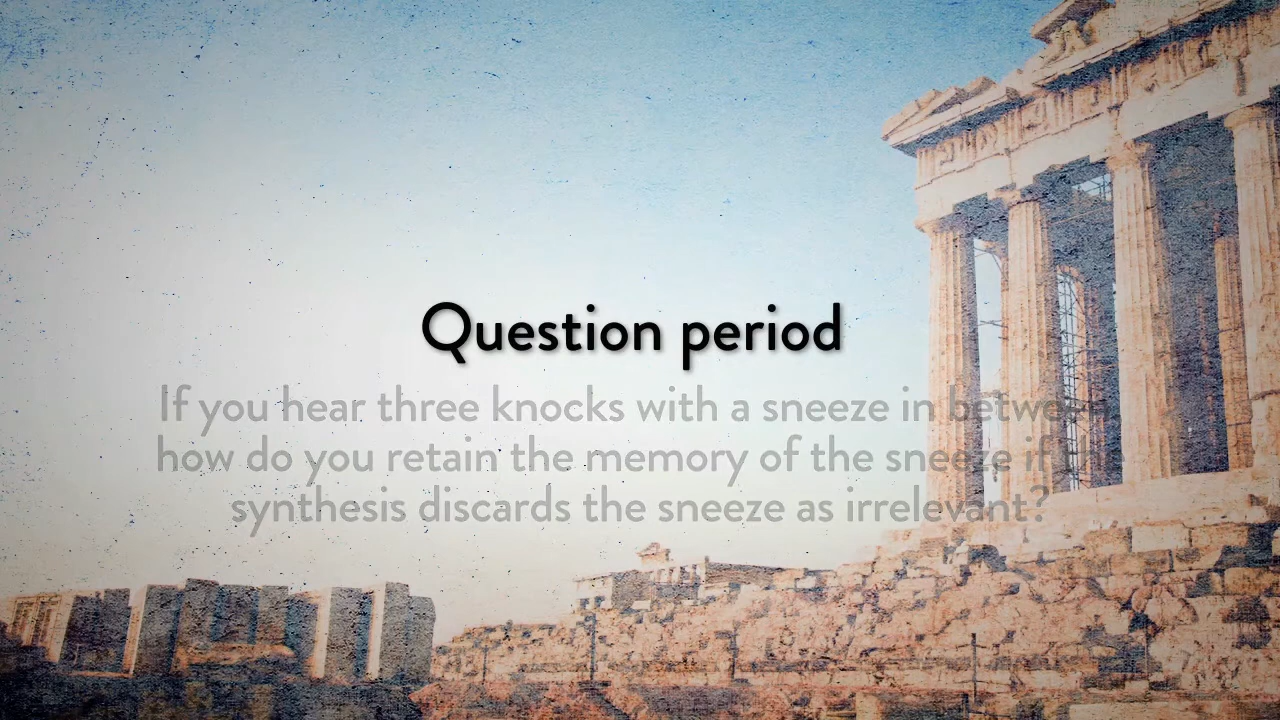 Question period
If you hear three knocks with a sneeze in between
how do you retain the memory of the sneeze if
synthesis discards the sneeze as irrelevant?